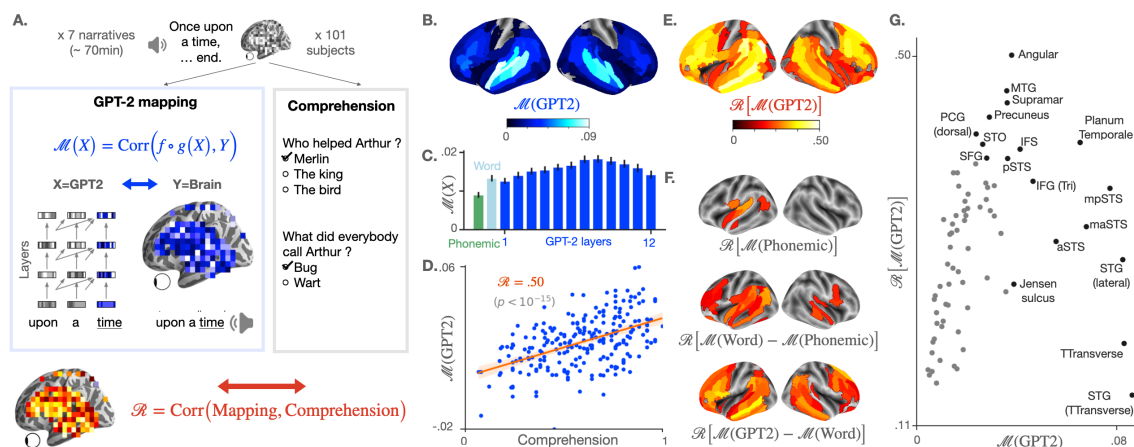 A.
x 7 narratives
(~ 70min)
Once upon
a time,
... end.
x 101
subjects
GPT-2 mapping
ℳ(X) = Corr(f∘g(X), Y)
X=GPT2
Y=Brain
Layers
upon a time
upon a time
Comprehension
Who helped Arthur ?
Merlin
The king
The bird
What did everybody
call Arthur ?
Bug
Wart
ℛ = Corr(Mapping, Comprehension)
B.
ℳ(GPT2)
0 .09
C.
.02
ℳ(X)
0
Word
Phonemic
1 GPT-2 layers 12
D.
.06
ℛ = .50
(p < 10⁻¹⁵)
ℳ(GPT2)
-.02
0 Comprehension 1
E.
ℛ[ℳ(GPT2)]
0 .50
F.
ℛ[ℳ(Phonemic)]
ℛ[ℳ(Word) − ℳ(Phonemic)]
ℛ[ℳ(GPT2) − ℳ(Word)]
G.
.50
Angular
MTG
Supramar
Precuneus
PCG
(dorsal)
STO
IFS
Planum
Temporale
SFG
pSTS
IFG (Tri)
mpSTS
maSTS
aSTS
STG
(lateral)
Jensen
sulcus
TTransverse
STG
(TTransverse)
ℛ[ℳ(GPT2)]
.11
0 ℳ(GPT2) .08